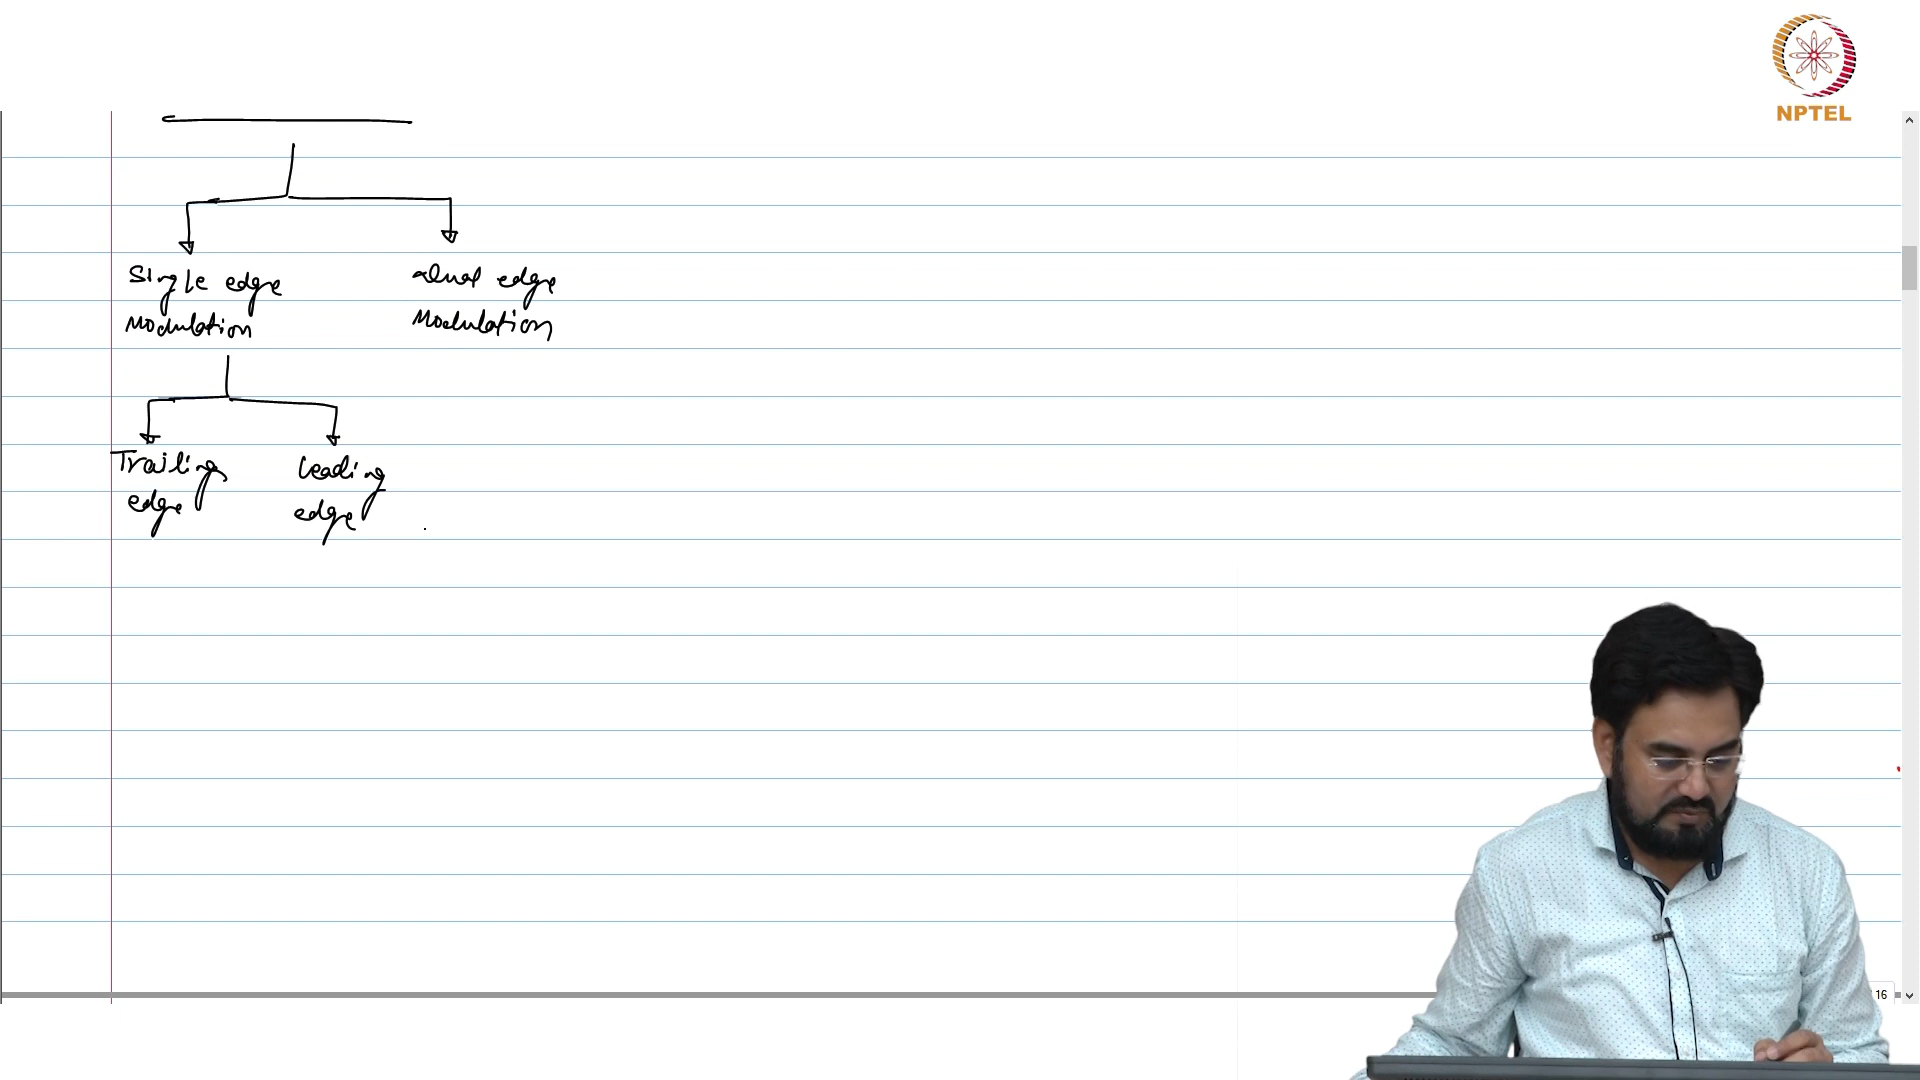 NPTEL
Single edge
Modulation
dual edge
Modulation
Trailing
edge
Leading
edge
16